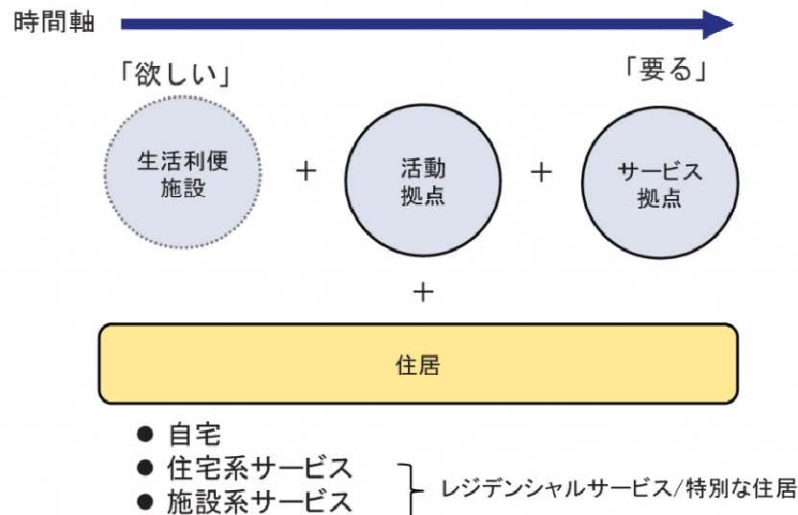 時間軸
「欲しい」
「要る」
生活利便
施設
+
活動
拠点
+
サービス
拠点
+
住居
● 自宅
● 住宅系サービス
● 施設系サービス
レジデンシャルサービス/特別な住居